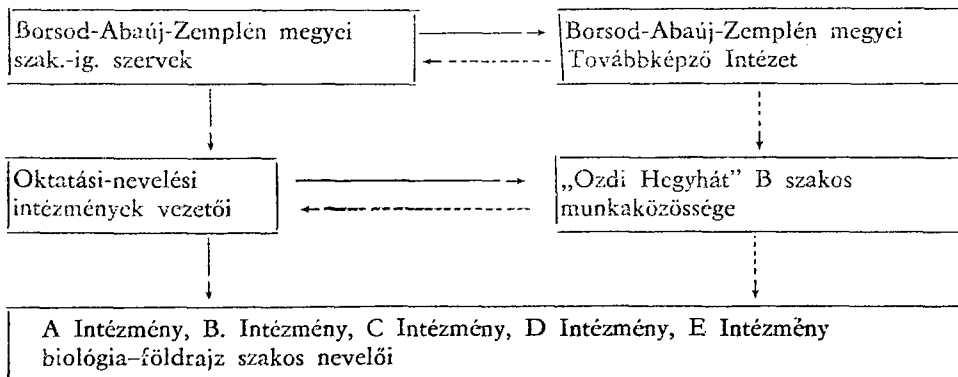 Borsod-Abaúj-Zemplén megyei
szak.-ig. szervek
Borsod-Abaúj-Zemplén megyei
Továbbképző Intézet
Oktatási-nevelési
intézmények vezetői
„Ozdi Hegyhát” B szakos
munkaközössége
A Intézmény, B. Intézmény, C Intézmény, D Intézmény, E Intézmény
biológia–földrajz szakos nevelői